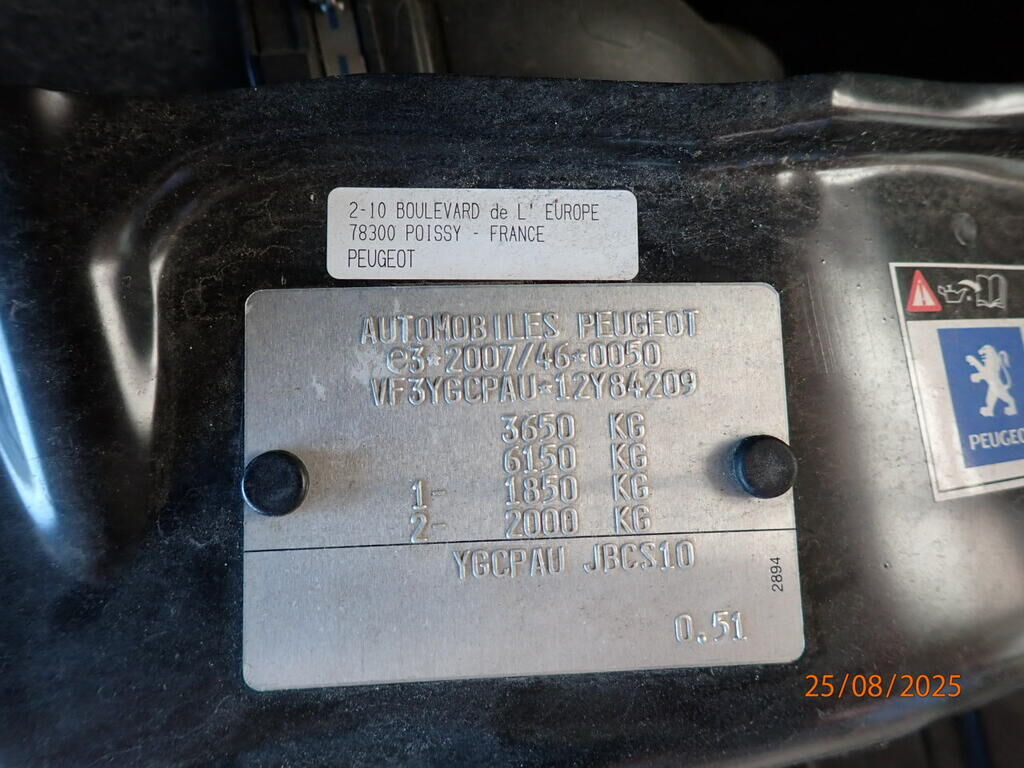 2-10 BOULEVARD de L' EUROPE
78300 POISSY - FRANCE
PEUGEOT
AUTOMOBILES PEUGEOT
e3*2007/46*0050
VF3YGCPAU-12Y84209
3650 KG
6150 KG
1- 1850 KG
2- 2000 KG
YGCPAU JBCS10
2894
0.51
PEUGEOT
25/08/2025